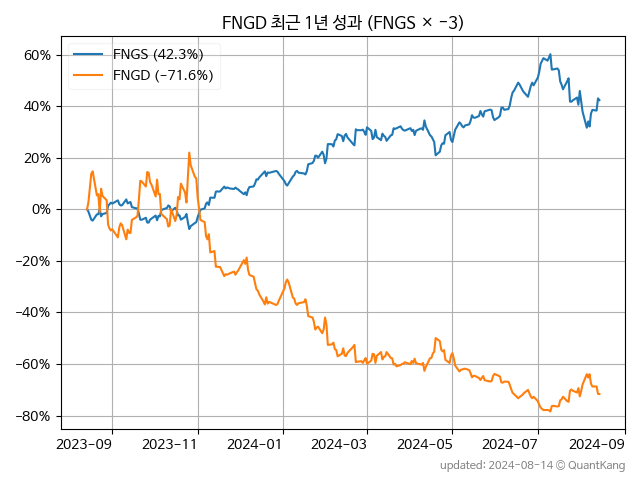 FNGD 최근 1년 성과 (FNGS × −3)
FNGS (42.3%)
FNGD (−71.6%)
60%
40%
20%
0%
−20%
−40%
−60%
−80%
2023-09 2023-11 2024-01 2024-03 2024-05 2024-07 2024-09
updated: 2024-08-14 © QuantKang